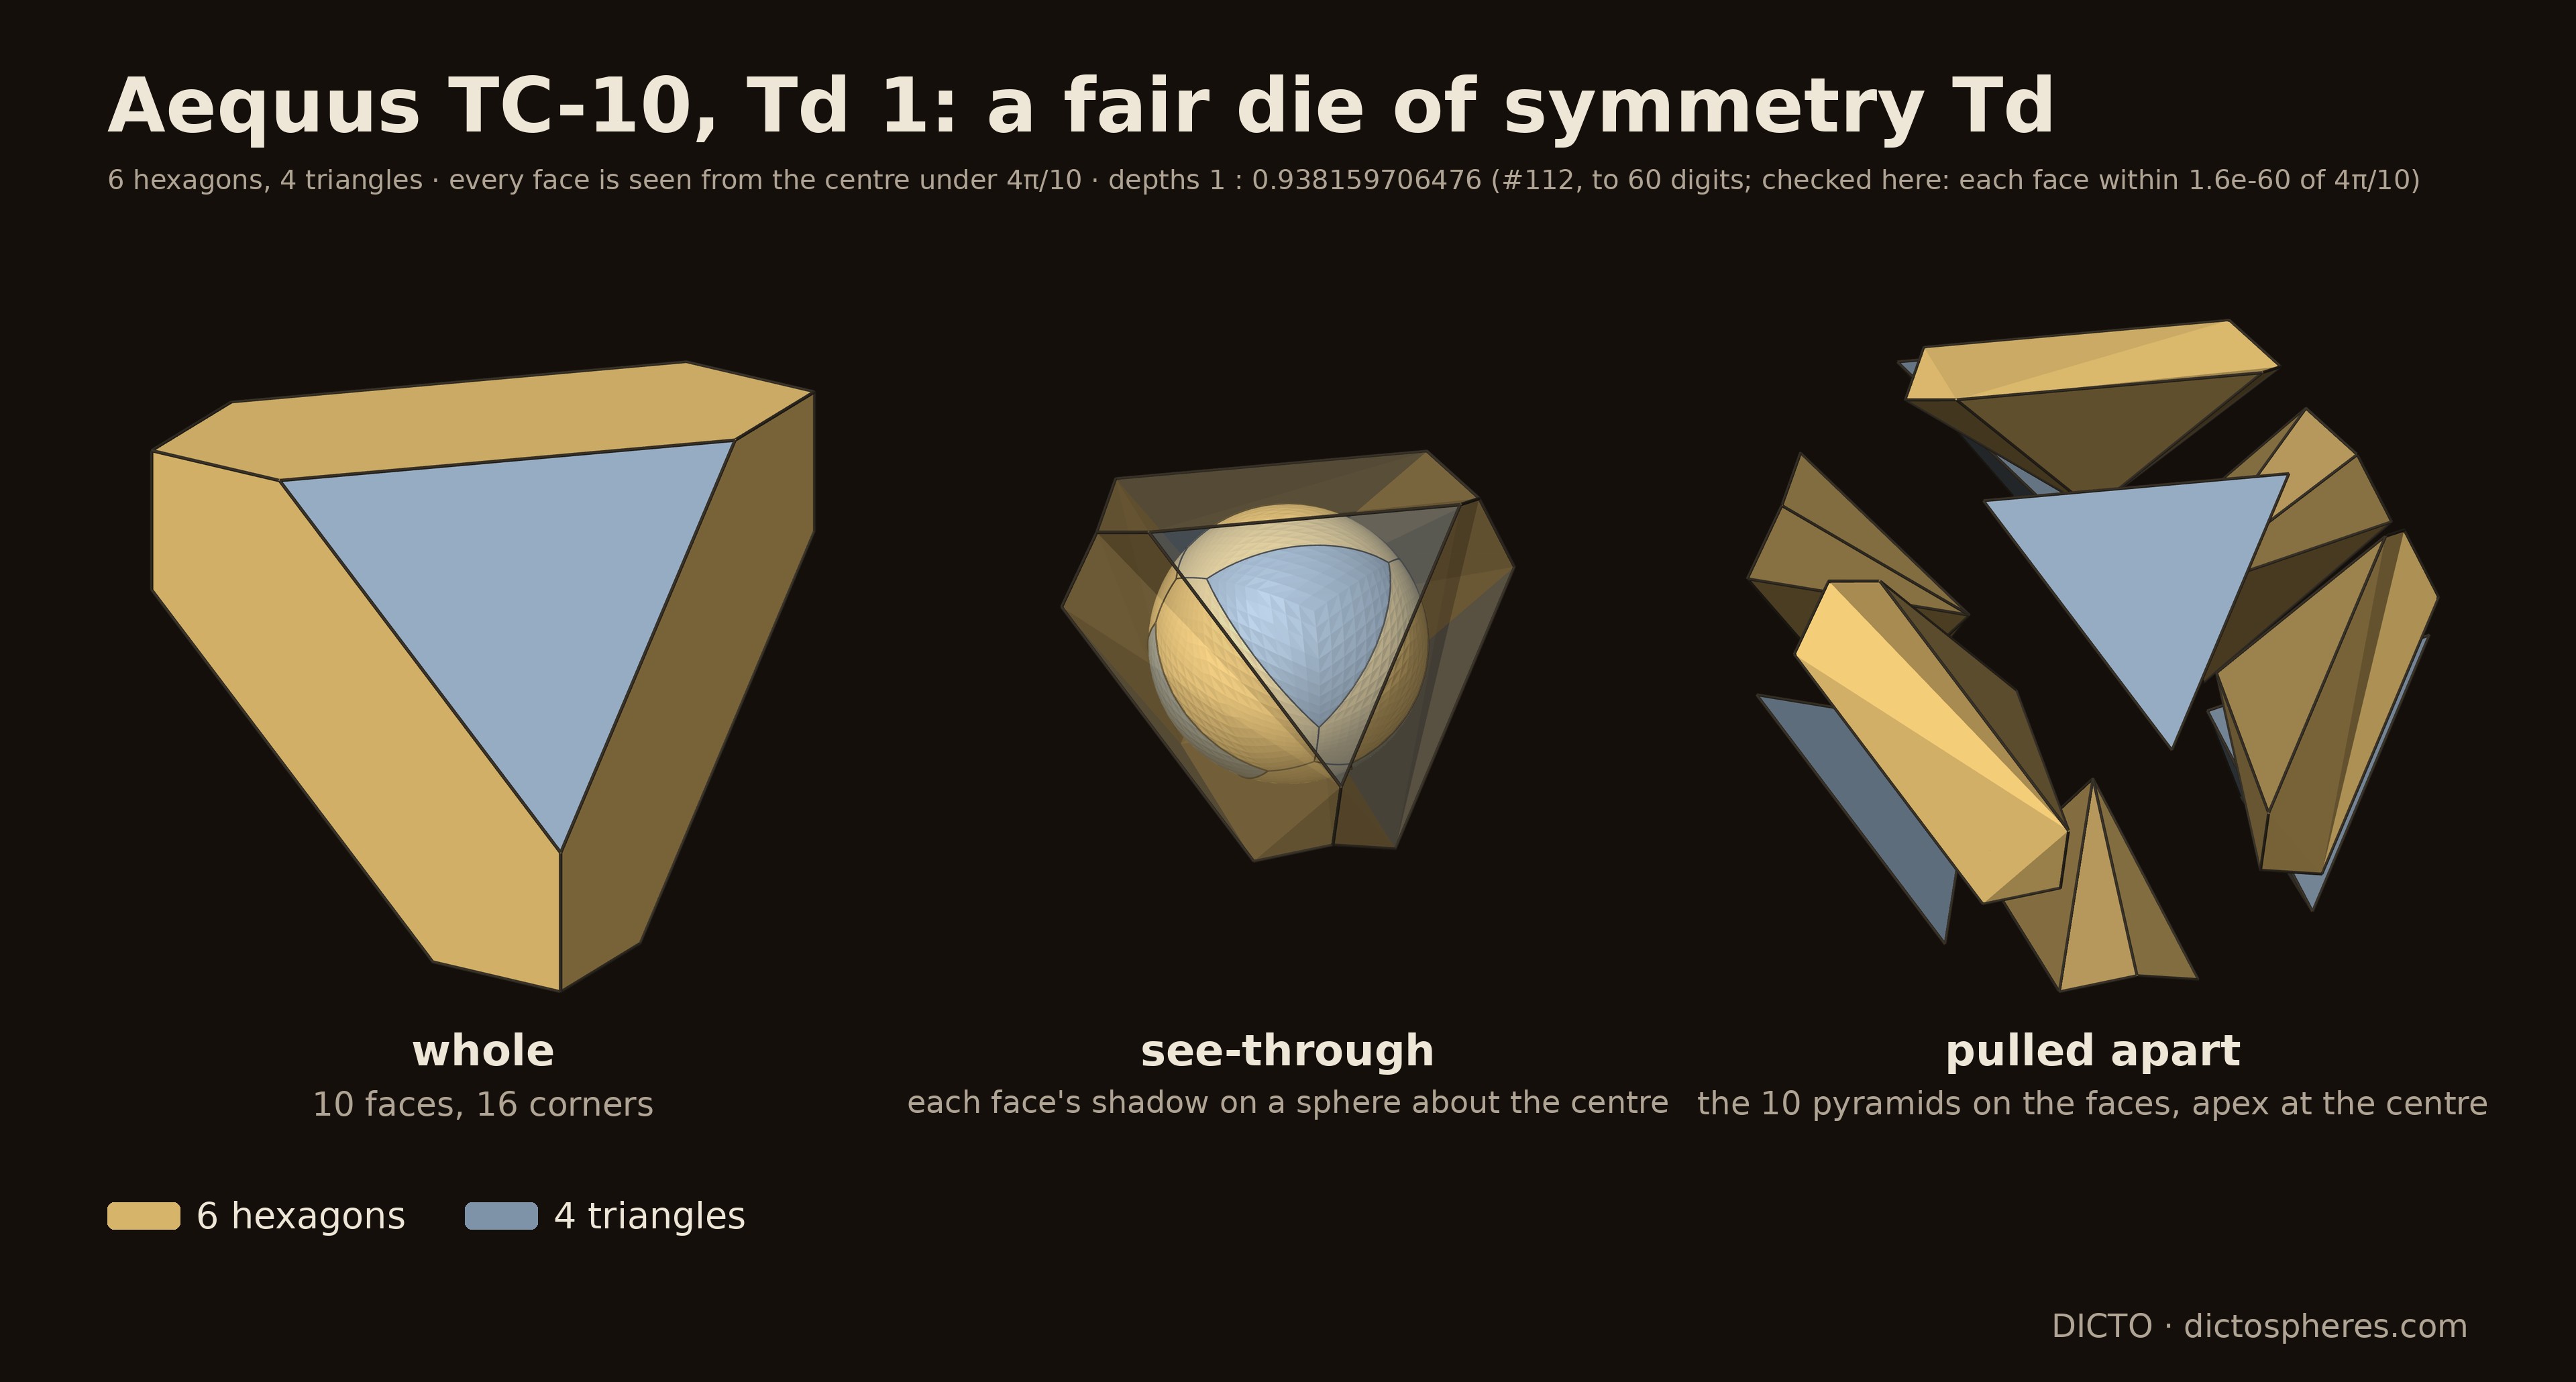 Aequus TC-10, Td 1: a fair die of symmetry Td
6 hexagons, 4 triangles · every face is seen from the centre under 4π/10 · depths 1 : 0.938159706476 (#112, to 60 digits; checked here: each face within 1.6e-60 of 4π/10)
whole
10 faces, 16 corners
see-through
each face's shadow on a sphere about the centre
pulled apart
the 10 pyramids on the faces, apex at the centre
6 hexagons
4 triangles
DICTO · dictospheres.com